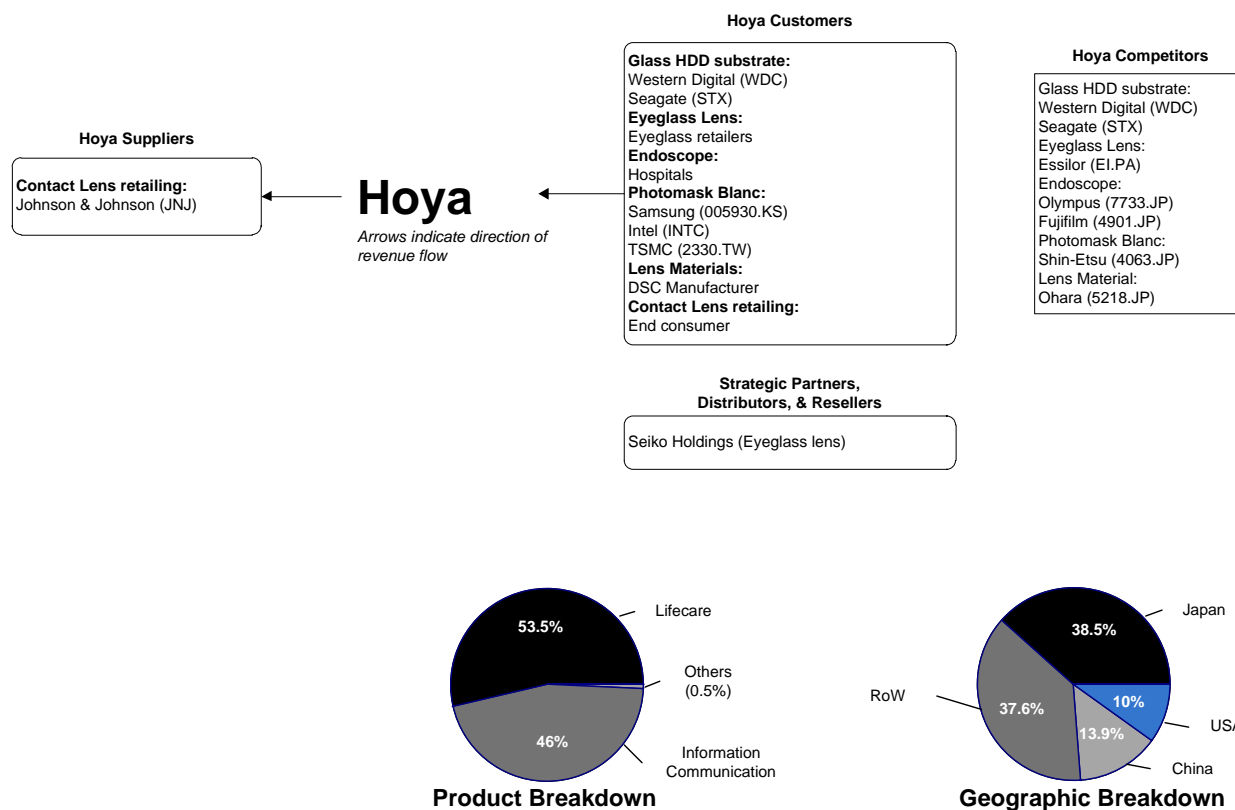 Hoya Customers
Glass HDD substrate:
Western Digital (WDC)
Seagate (STX)
Eyeglass Lens:
Eyeglass retailers
Endoscope:
Hospitals
Photomask Blanc:
Samsung (005930.KS)
Intel (INTC)
TSMC (2330.TW)
Lens Materials:
DSC Manufacturer
Contact Lens retailing:
End consumer
Hoya Competitors
Glass HDD substrate:
Western Digital (WDC)
Seagate (STX)
Eyeglass Lens:
Essilor (EI.PA)
Endoscope:
Olympus (7733.JP)
Fujifilm (4901.JP)
Photomask Blanc:
Shin-Etsu (4063.JP)
Lens Material:
Ohara (5218.JP)
Hoya Suppliers
Contact Lens retailing:
Johnson & Johnson (JNJ)
Hoya
Arrows indicate direction of
revenue flow
Strategic Partners,
Distributors, & Resellers
Seiko Holdings (Eyeglass lens)
Lifecare
53.5%
Others
(0.5%)
46%
Information
Communication
Product Breakdown
Japan
38.5%
RoW
37.6%
10%
USA
13.9%
China
Geographic Breakdown